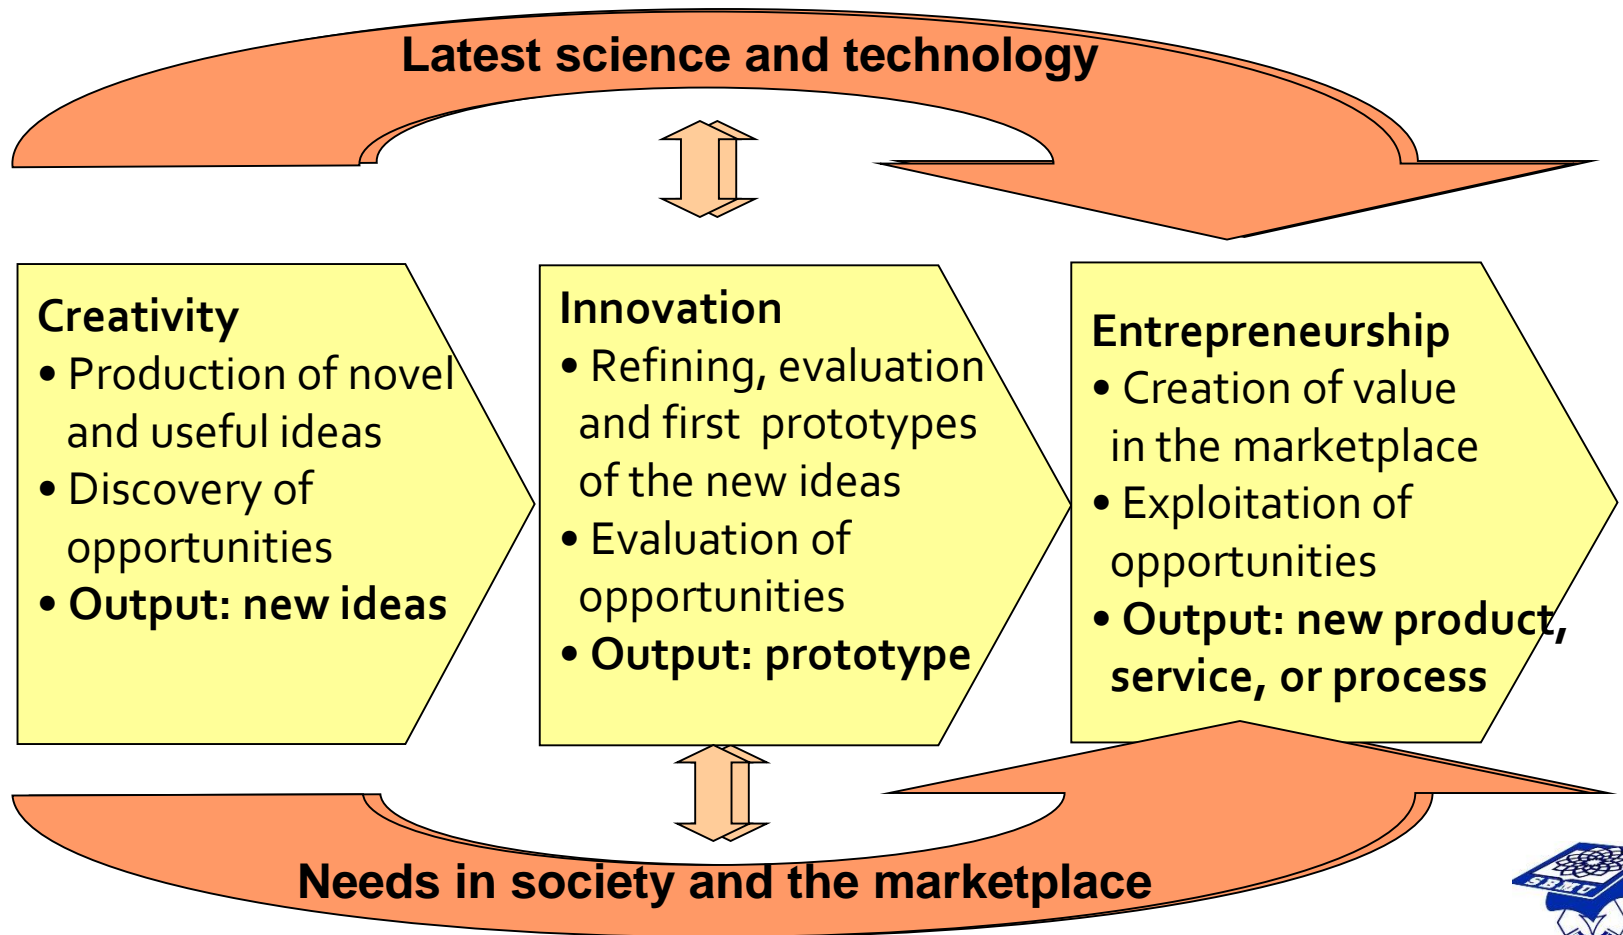 Latest science and technology
Creativity
• Production of novel
and useful ideas
• Discovery of
opportunities
• Output: new ideas
Innovation
• Refining, evaluation
and first prototypes
of the new ideas
• Evaluation of
opportunities
• Output: prototype
Entrepreneurship
• Creation of value
in the marketplace
• Exploitation of
opportunities
• Output: new product,
service, or process
Needs in society and the marketplace
SBMU